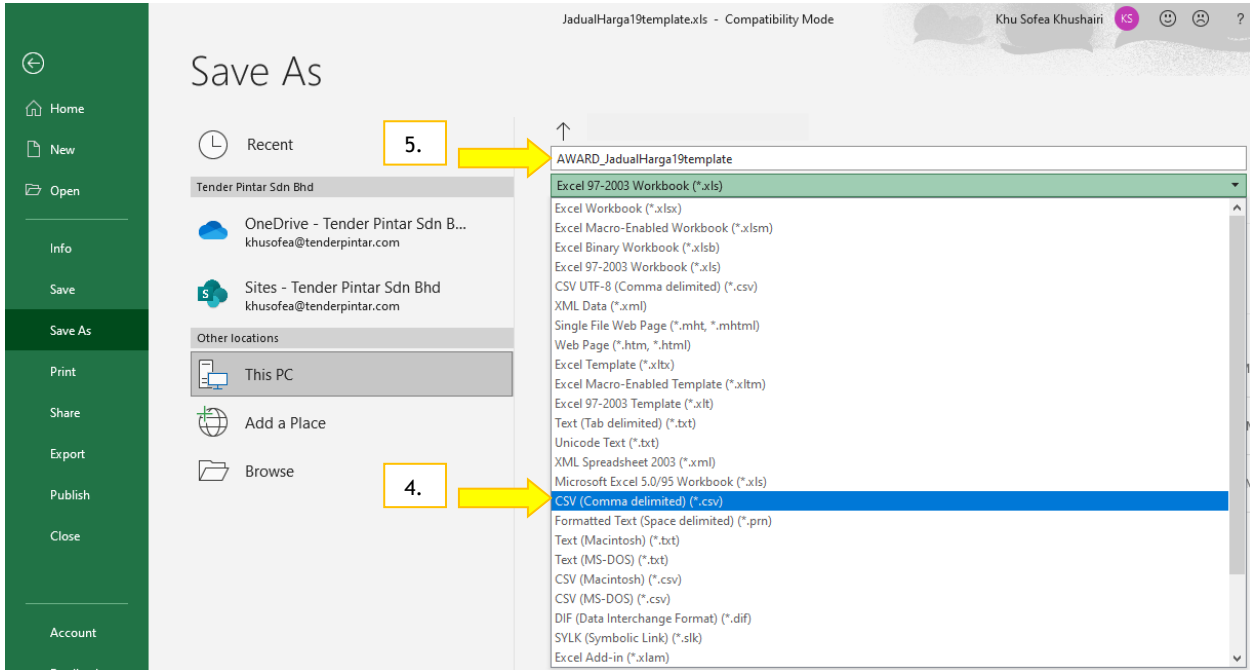 JadualHarga19template.xls - Compatibility Mode
Khu Sofea Khushairi
KS
?
Home
New
Open
Info
Save
Save As
Print
Share
Export
Publish
Close
Account
Save As
Recent
Tender Pintar Sdn Bhd
OneDrive - Tender Pintar Sdn B...
khusofea@tenderpintar.com
S
Sites - Tender Pintar Sdn Bhd
khusofea@tenderpintar.com
Other locations
This PC
Add a Place
Browse
5.
4.
AWARD_JadualHarga19template
Excel 97-2003 Workbook (*.xls)
Excel Workbook (*.xlsx)
Excel Macro-Enabled Workbook (*.xlsm)
Excel Binary Workbook (*.xlsb)
Excel 97-2003 Workbook (*.xls)
CSV UTF-8 (Comma delimited) (*.csv)
XML Data (*.xml)
Single File Web Page (*.mht, *.mhtml)
Web Page (*.htm, *.html)
Excel Template (*.xltx)
Excel Macro-Enabled Template (*.xltm)
Excel 97-2003 Template (*.xlt)
Text (Tab delimited) (*.txt)
Unicode Text (*.txt)
XML Spreadsheet 2003 (*.xml)
Microsoft Excel 5.0/95 Workbook (*.xls)
CSV (Comma delimited) (*.csv)
Formatted Text (Space delimited) (*.prn)
Text (Macintosh) (*.txt)
Text (MS-DOS) (*.txt)
CSV (Macintosh) (*.csv)
CSV (MS-DOS) (*.csv)
DIF (Data Interchange Format) (*.dif)
SYLK (Symbolic Link) (*.slk)
Excel Add-in (*.xlam)